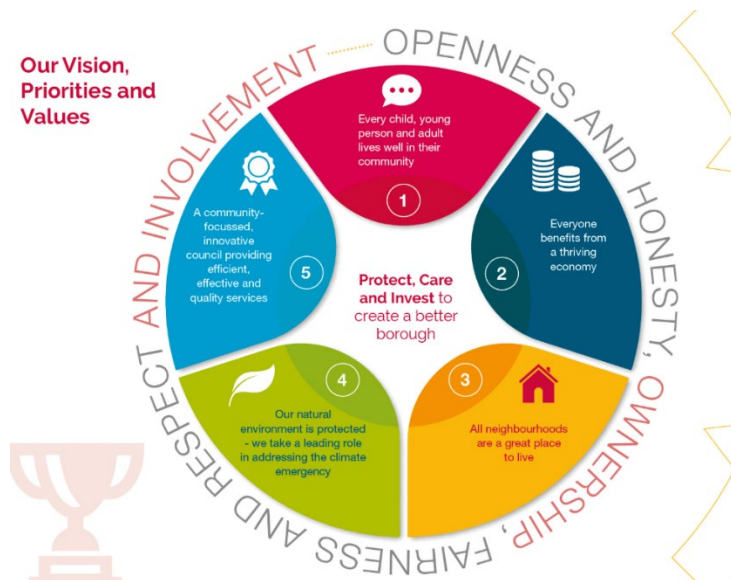 Our Vision,
Priorities and
Values
OPENNESS AND HONESTY, OWNERSHIP, FAIRNESS AND RESPECT AND INVOLVEMENT
Every child, young
person and adult
lives well in their
community
1
Everyone
benefits from
a thriving
economy
2
All neighbourhoods
are a great place
to live
3
Our natural
environment is protected
- we take a leading role
in addressing the climate
emergency
4
A community-
focussed,
innovative
council providing
efficient,
effective and
quality services
5
Protect, Care
and Invest to
create a better
borough